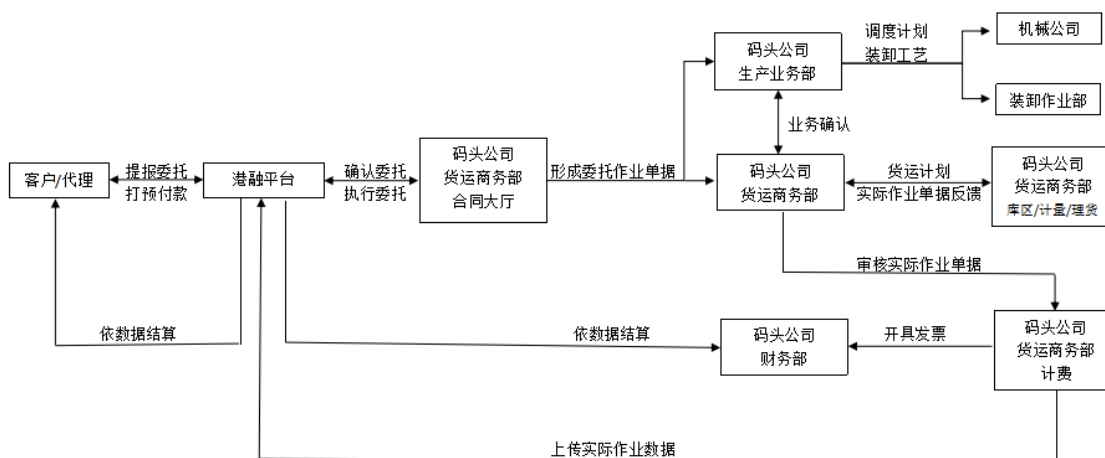 机械公司
调度计划
装卸工艺
码头公司
生产业务部
装卸作业部
业务确认
客户/代理
提报委托
打预付款
港融平台
确认委托
执行委托
码头公司
货运商务部
合同大厅
形成委托作业单据
码头公司
货运商务部
货运计划
实际作业单据反馈
码头公司
货运商务部
库区/计量/理货
审核实际作业单据
依数据结算
依数据结算
码头公司
财务部
开具发票
码头公司
货运商务部
计费
上传实际作业数据